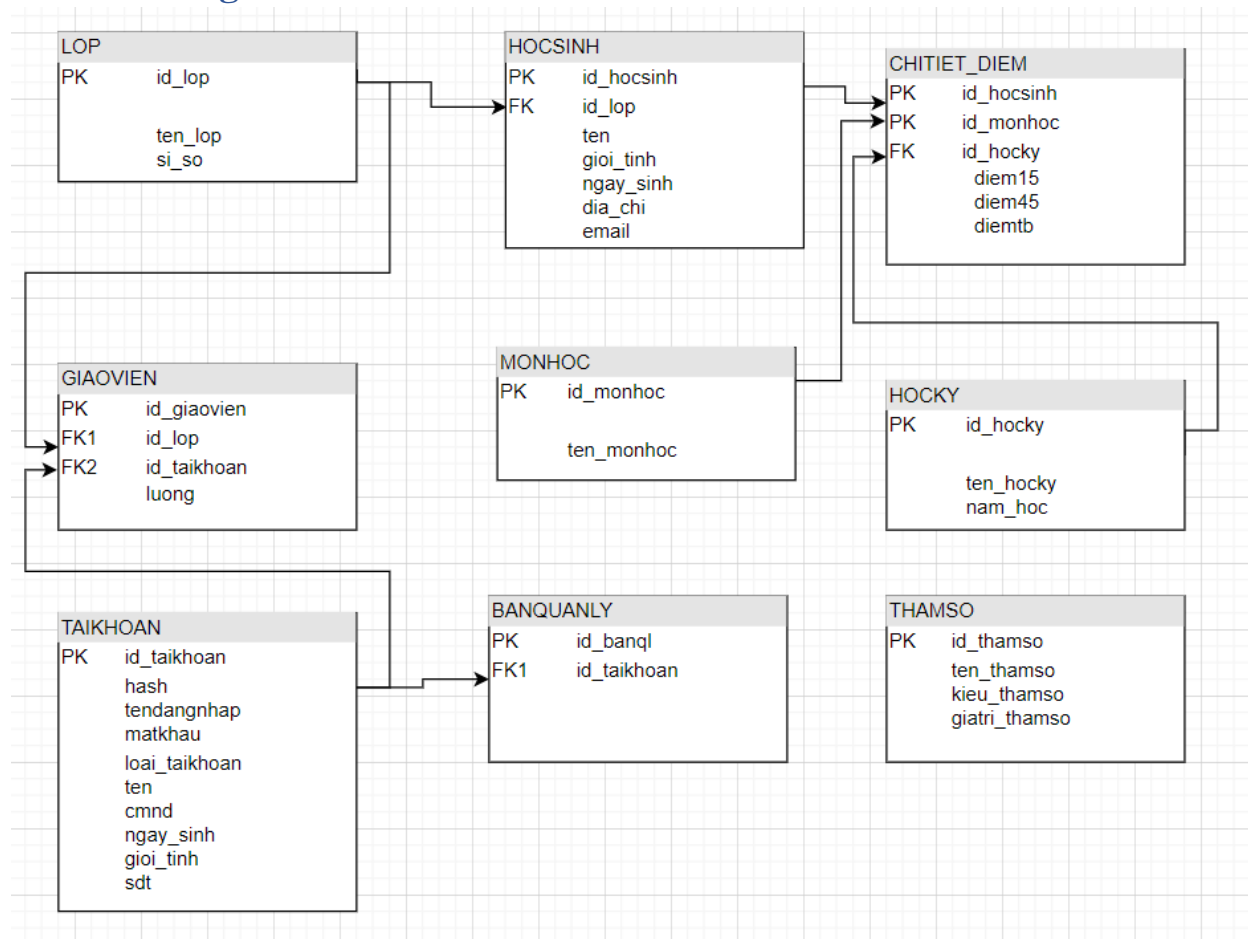 LOP
PK id_lop
ten_lop
si_so
HOCSINH
PK id_hocsinh
FK id_lop
ten
gioi_tinh
ngay_sinh
dia_chi
email
CHITIET_DIEM
PK id_hocsinh
PK id_monhoc
FK id_hocky
diem15
diem45
diemtb
GIAOVIEN
PK id_giaovien
FK1 id_lop
FK2 id_taikhoan
luong
MONHOC
PK id_monhoc
ten_monhoc
HOCKY
PK id_hocky
ten_hocky
nam_hoc
TAIKHOAN
PK id_taikhoan
hash
tendangnhap
matkhau
loai_taikhoan
ten
cmnd
ngay_sinh
gioi_tinh
sdt
BANQUANLY
PK id_banql
FK1 id_taikhoan
THAMSO
PK id_thamso
ten_thamso
kieu_thamso
giatri_thamso